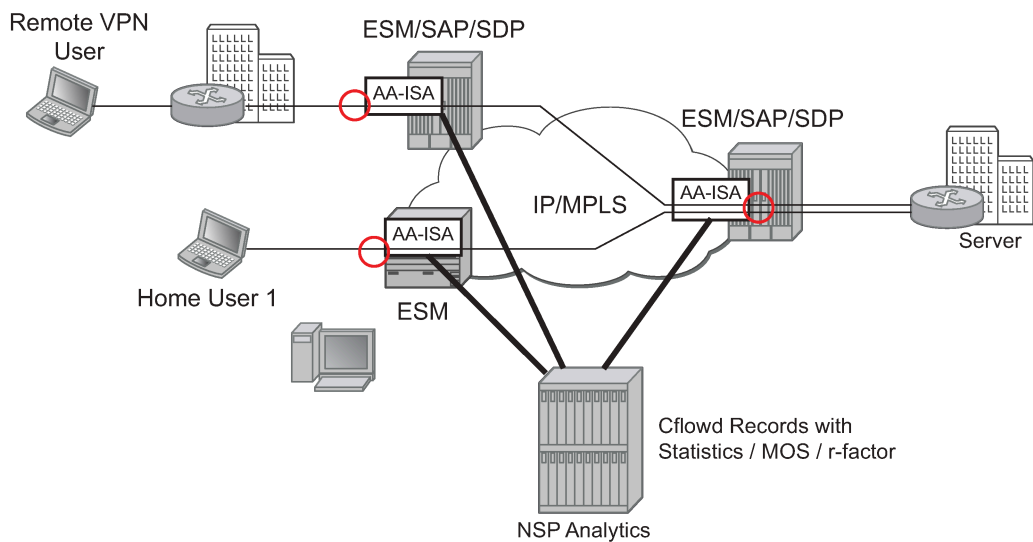 Remote VPN
User
ESM/SAP/SDP
AA-ISA
ESM/SAP/SDP
AA-ISA
IP/MPLS
Server
AA-ISA
Home User 1
ESM
Cflowd Records with
Statistics / MOS / r-factor
NSP Analytics